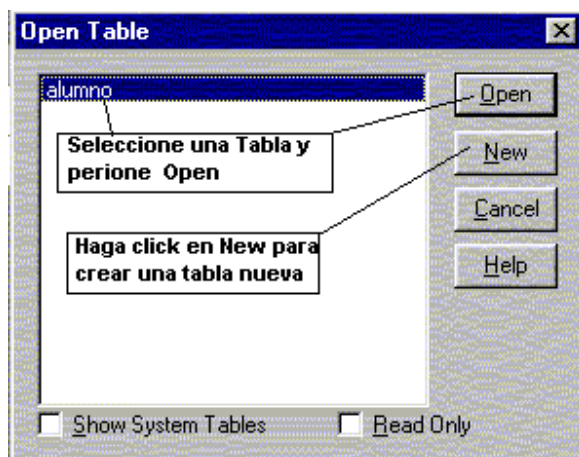 Open Table
alumno
Open
Seleccione una Tabla y
perione Open
New
Cancel
Haga click en New para
crear una tabla nueva
Help
Show System Tables
Read Only